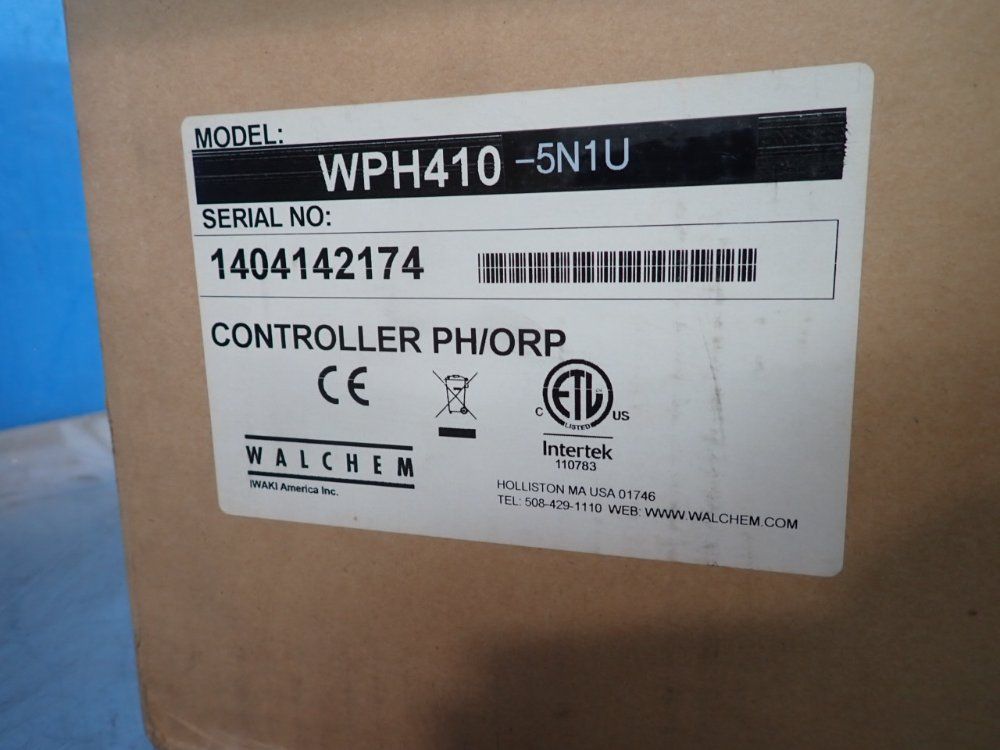 MODEL:
WPH410 -5N1U
SERIAL NO:
1404142174
CONTROLLER PH/ORP
CE
ETL
C US
LISTED
Intertek
110783
WALCHEM
IWAKI America Inc.
HOLLISTON MA USA 01746
TEL: 508-429-1110 WEB: WWW.WALCHEM.COM